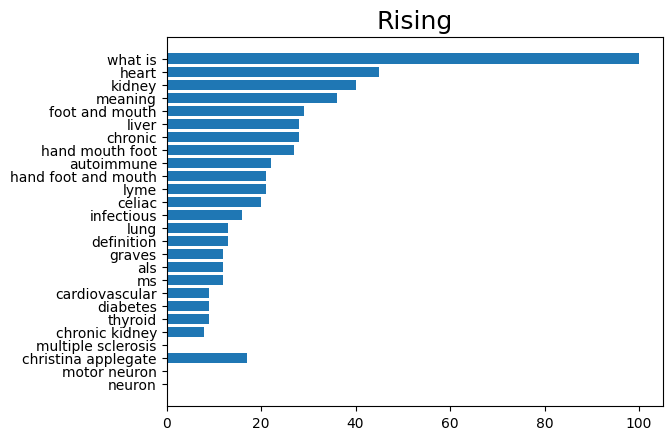 Rising
what is
heart
kidney
meaning
foot and mouth
liver
chronic
hand mouth foot
autoimmune
hand foot and mouth
lyme
celiac
infectious
lung
definition
graves
als
ms
cardiovascular
diabetes
thyroid
chronic kidney
multiple sclerosis
christina applegate
motor neuron
neuron
0 20 40 60 80 100